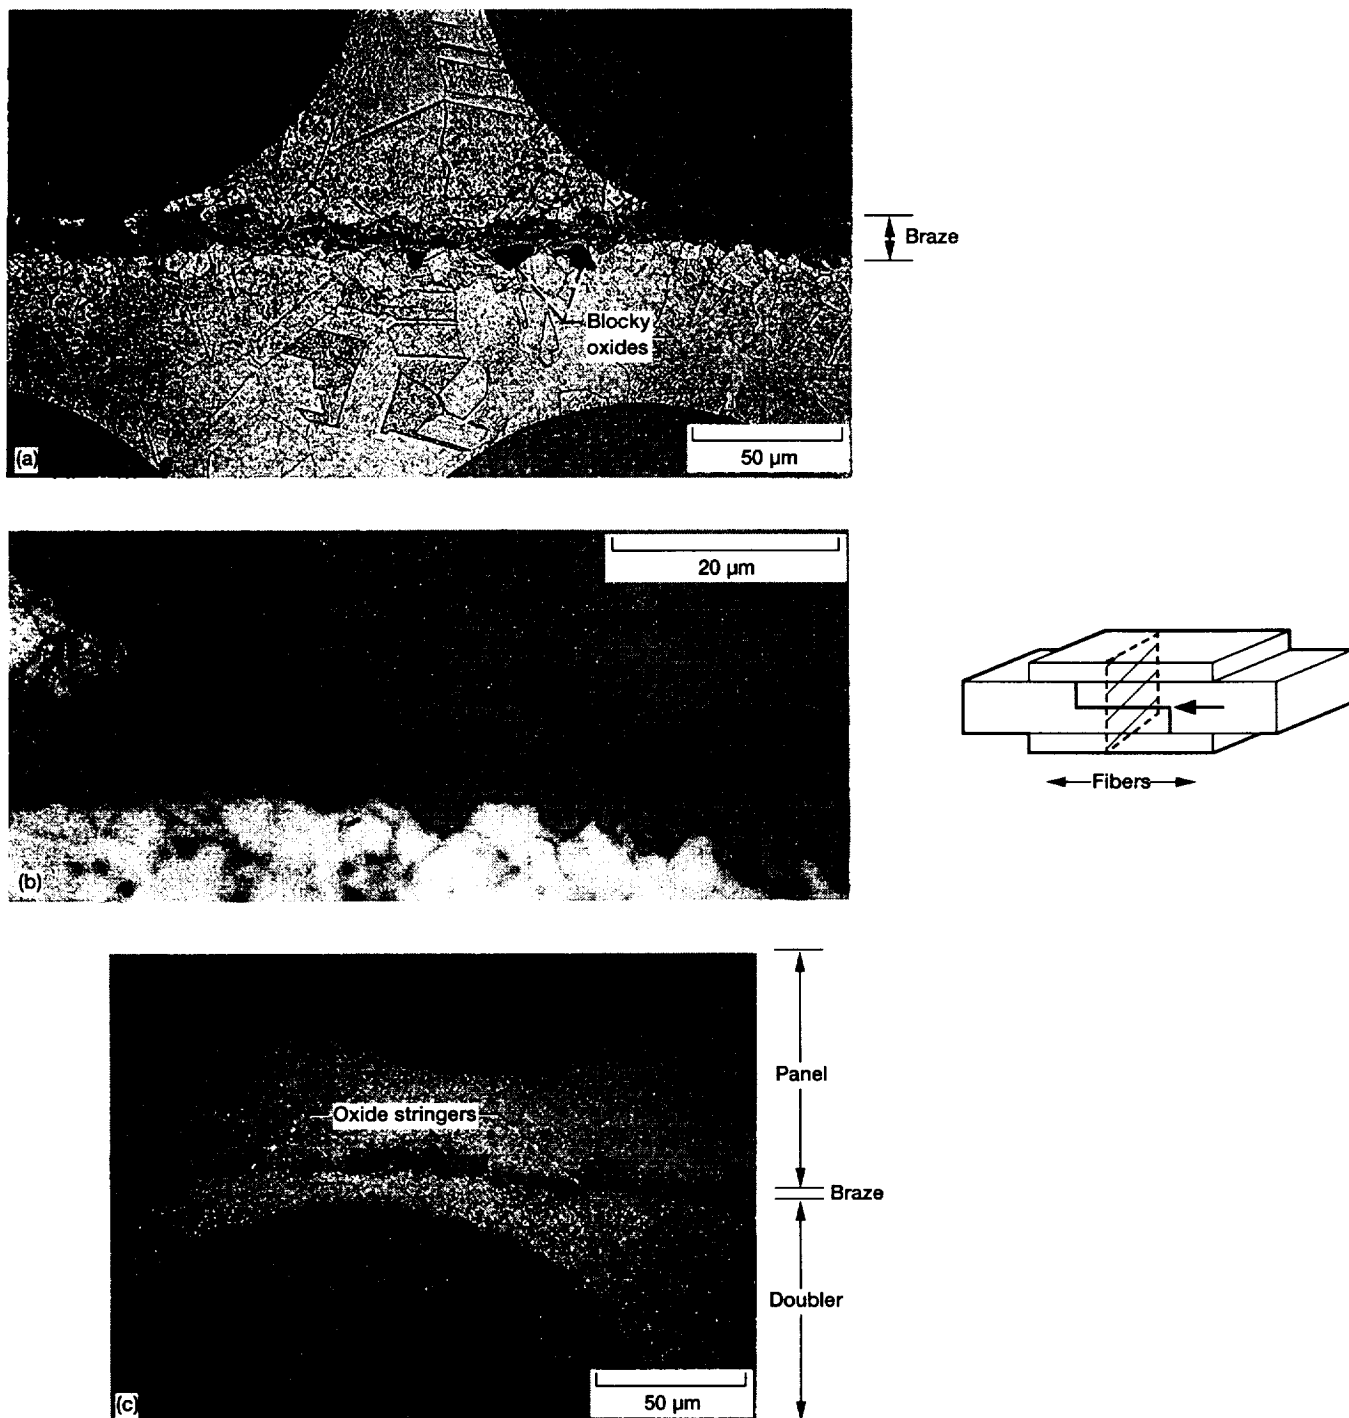 Braze
Blocky
oxides
(a)
50 µm
20 µm
(b)
Fibers
Panel
Oxide stringers
Braze
Doubler
50 µm
(c)